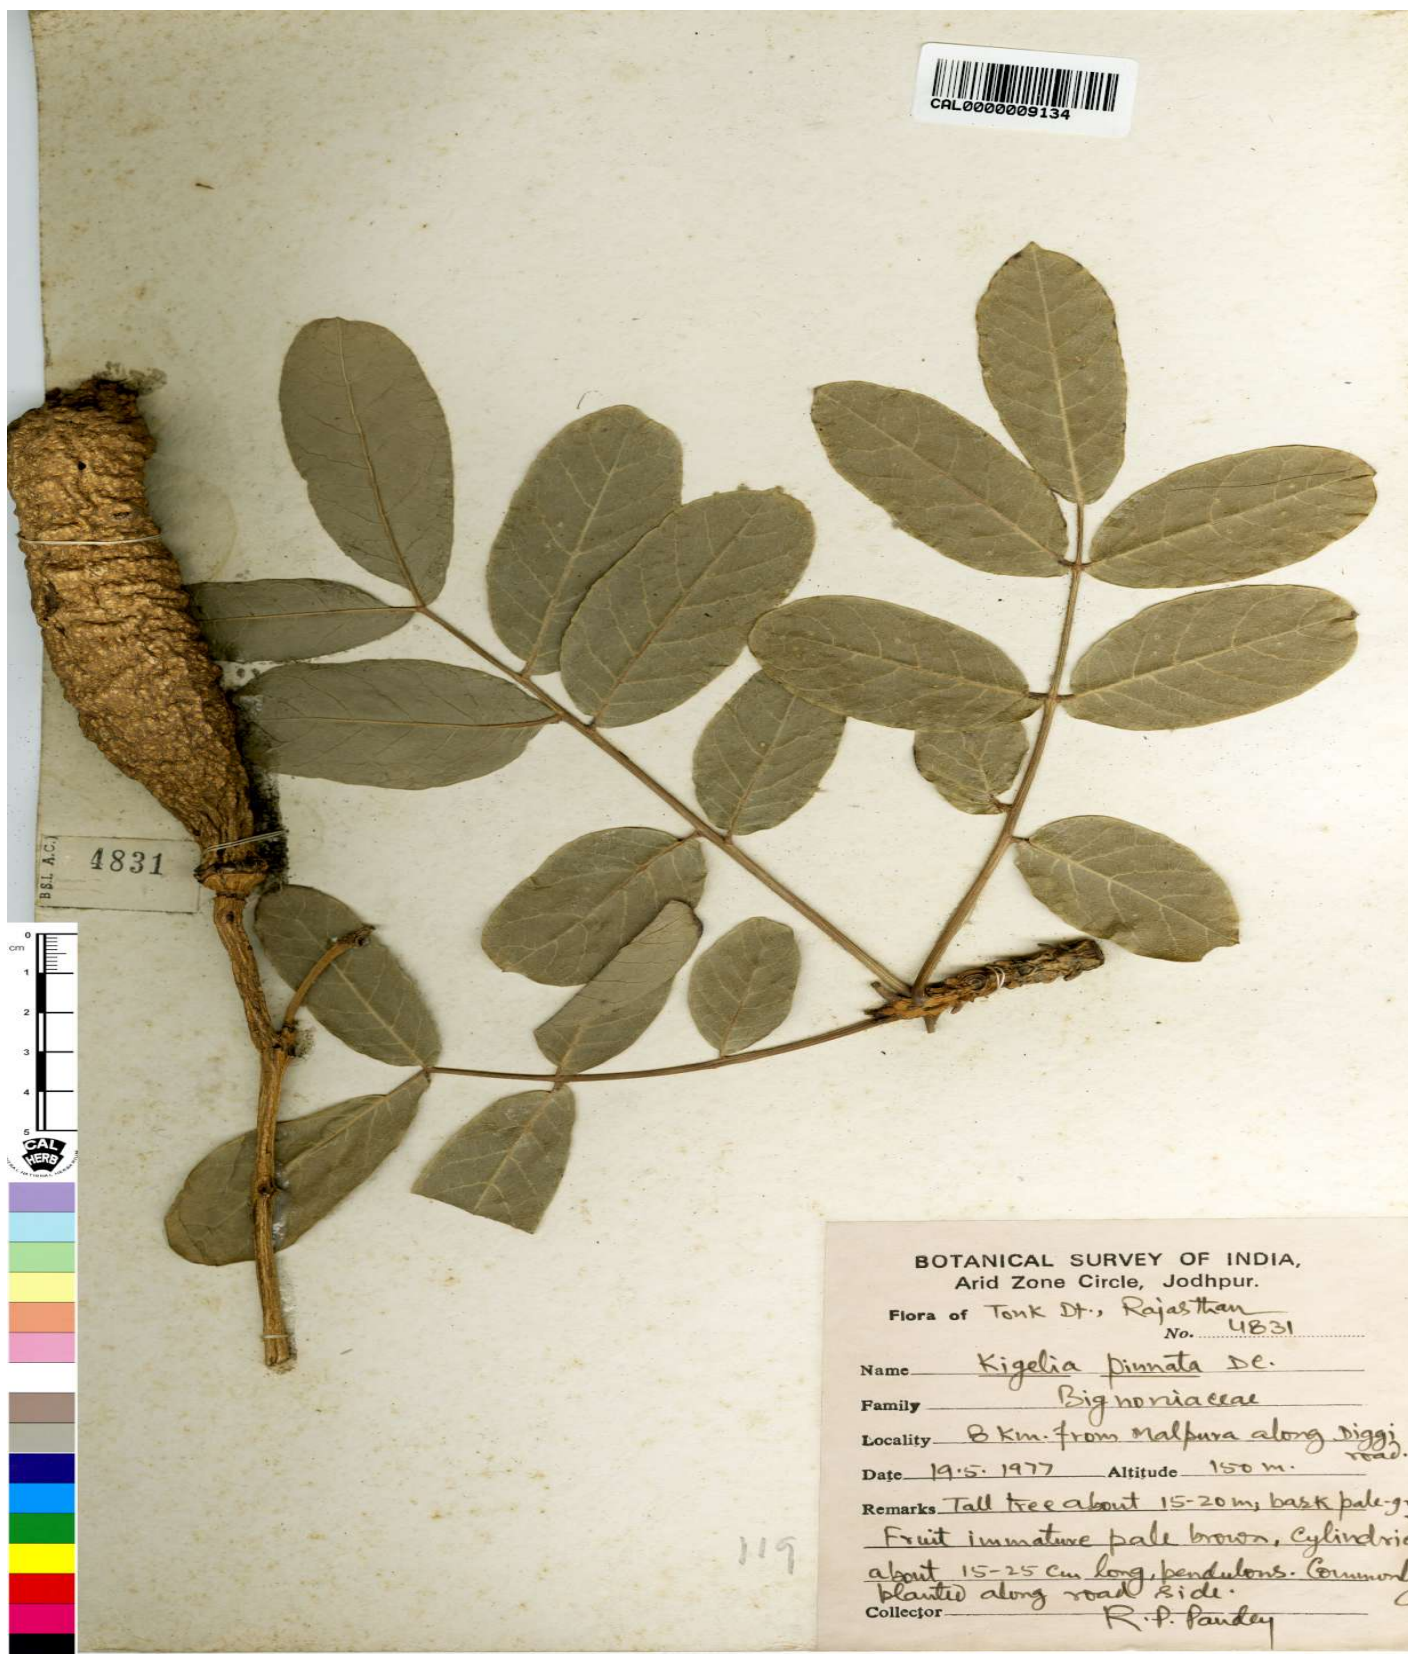 CAL0000009134
B S I. A.C.
4831
0
cm
1
2
3
4
5
CAL
HERB
BOTANICAL SURVEY OF INDIA,
Arid Zone Circle, Jodhpur.
Flora of Tonk Dt., Rajasthan
No. 4831
Name Kigelia pinnata DC.
Family Bignoniaceae
Locality 8 Km. from Malpura along Diggi
road.
Date 19.5.1977 Altitude 150 m.
Remarks Tall tree about 15-20 m, bark pale-g
Fruit immature pale brown, Cylindric
about 15-25 cm long, pendulous. Commonl
planted along road side.
Collector R.P. Pandey
119